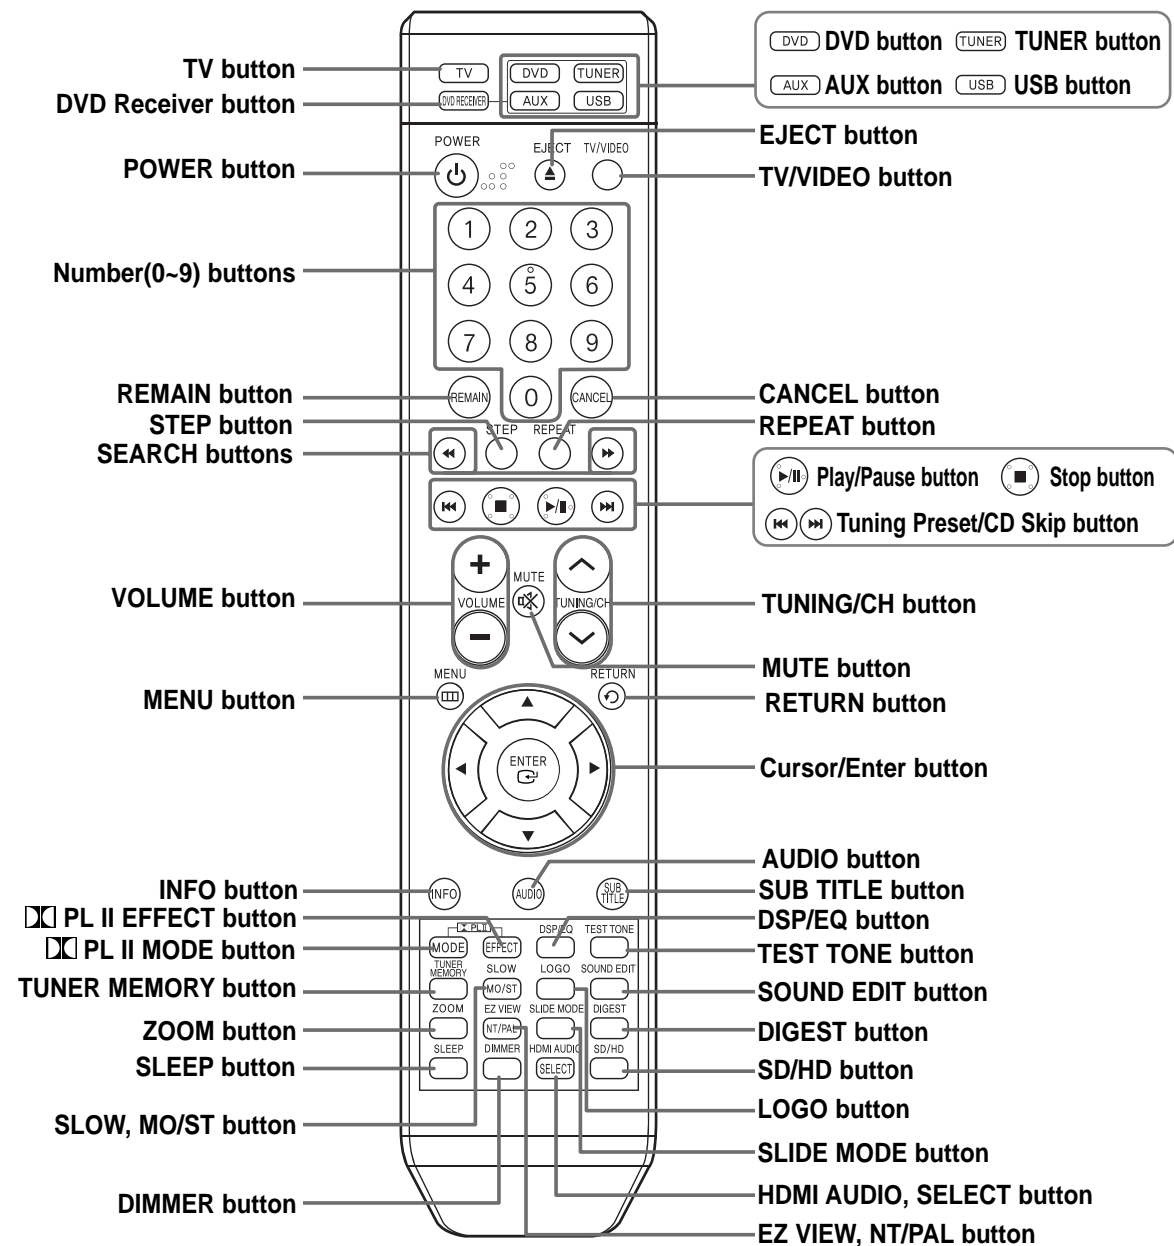 TV button
DVD Receiver button
POWER button
Number(0~9) buttons
REMAIN button
STEP button
SEARCH buttons
VOLUME button
MENU button
INFO button
PL II EFFECT button
PL II MODE button
TUNER MEMORY button
ZOOM button
SLEEP button
SLOW, MO/ST button
DIMMER button
TV
DVD
TUNER
DVD RECEIVER
AUX
USB
POWER
EJECT
TV/VIDEO
1 2 3
4 5 6
7 8 9
REMAIN
0
CANCEL
STEP
REPEAT
VOLUME
MUTE
TUNING/CH
MENU
RETURN
ENTER
INFO
AUDIO
SUB
TITLE
PL II
MODE
EFFECT
DSP/EQ
TEST TONE
TUNER
MEMORY
SLOW
MO/ST
LOGO
SOUND EDIT
ZOOM
EZ VIEW
NT/PAL
SLIDE MODE
DIGEST
SLEEP
DIMMER
HDMI AUDIO
SELECT
SD/HD
DVD DVD button TUNER TUNER button
AUX AUX button USB USB button
EJECT button
TV/VIDEO button
CANCEL button
REPEAT button
Play/Pause button Stop button
Tuning Preset/CD Skip button
TUNING/CH button
MUTE button
RETURN button
Cursor/Enter button
AUDIO button
SUB TITLE button
DSP/EQ button
TEST TONE button
SOUND EDIT button
DIGEST button
SD/HD button
LOGO button
SLIDE MODE button
HDMI AUDIO, SELECT button
EZ VIEW, NT/PAL button